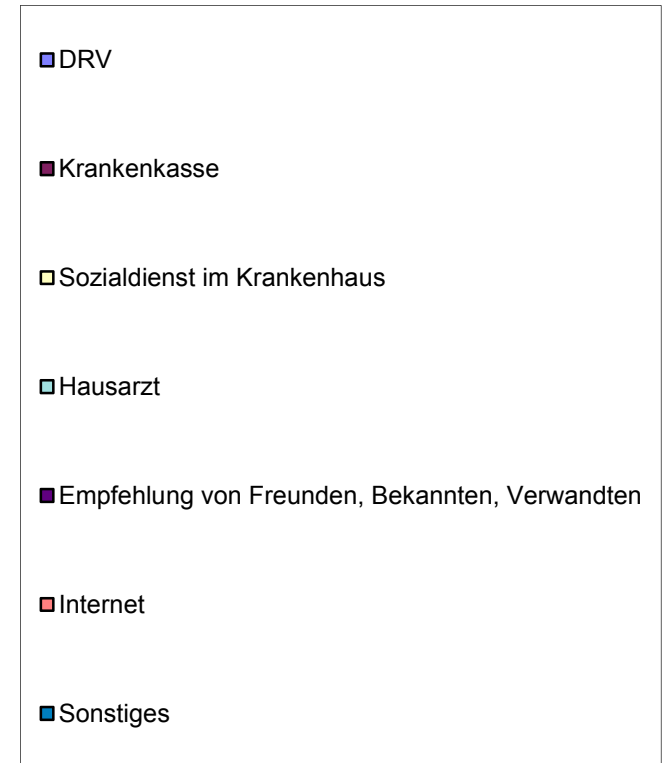 DRV
Krankenkasse
Sozialdienst im Krankenhaus
Hausarzt
Empfehlung von Freunden, Bekannten, Verwandten
Internet
Sonstiges